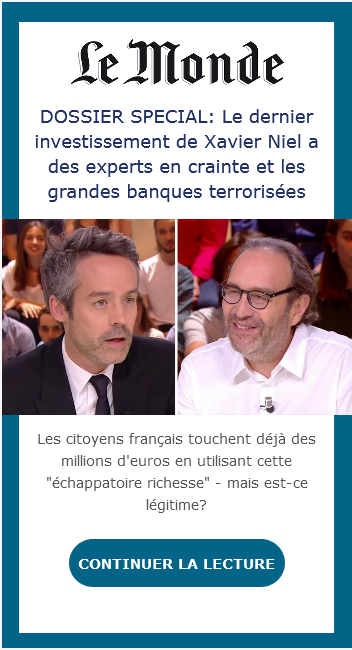 Le Monde
DOSSIER SPECIAL: Le dernier
investissement de Xavier Niel a
des experts en crainte et les
grandes banques terrorisées
Les citoyens français touchent déjà des
millions d'euros en utilisant cette
"échappatoire richesse" - mais est-ce
légitime?
CONTINUER LA LECTURE